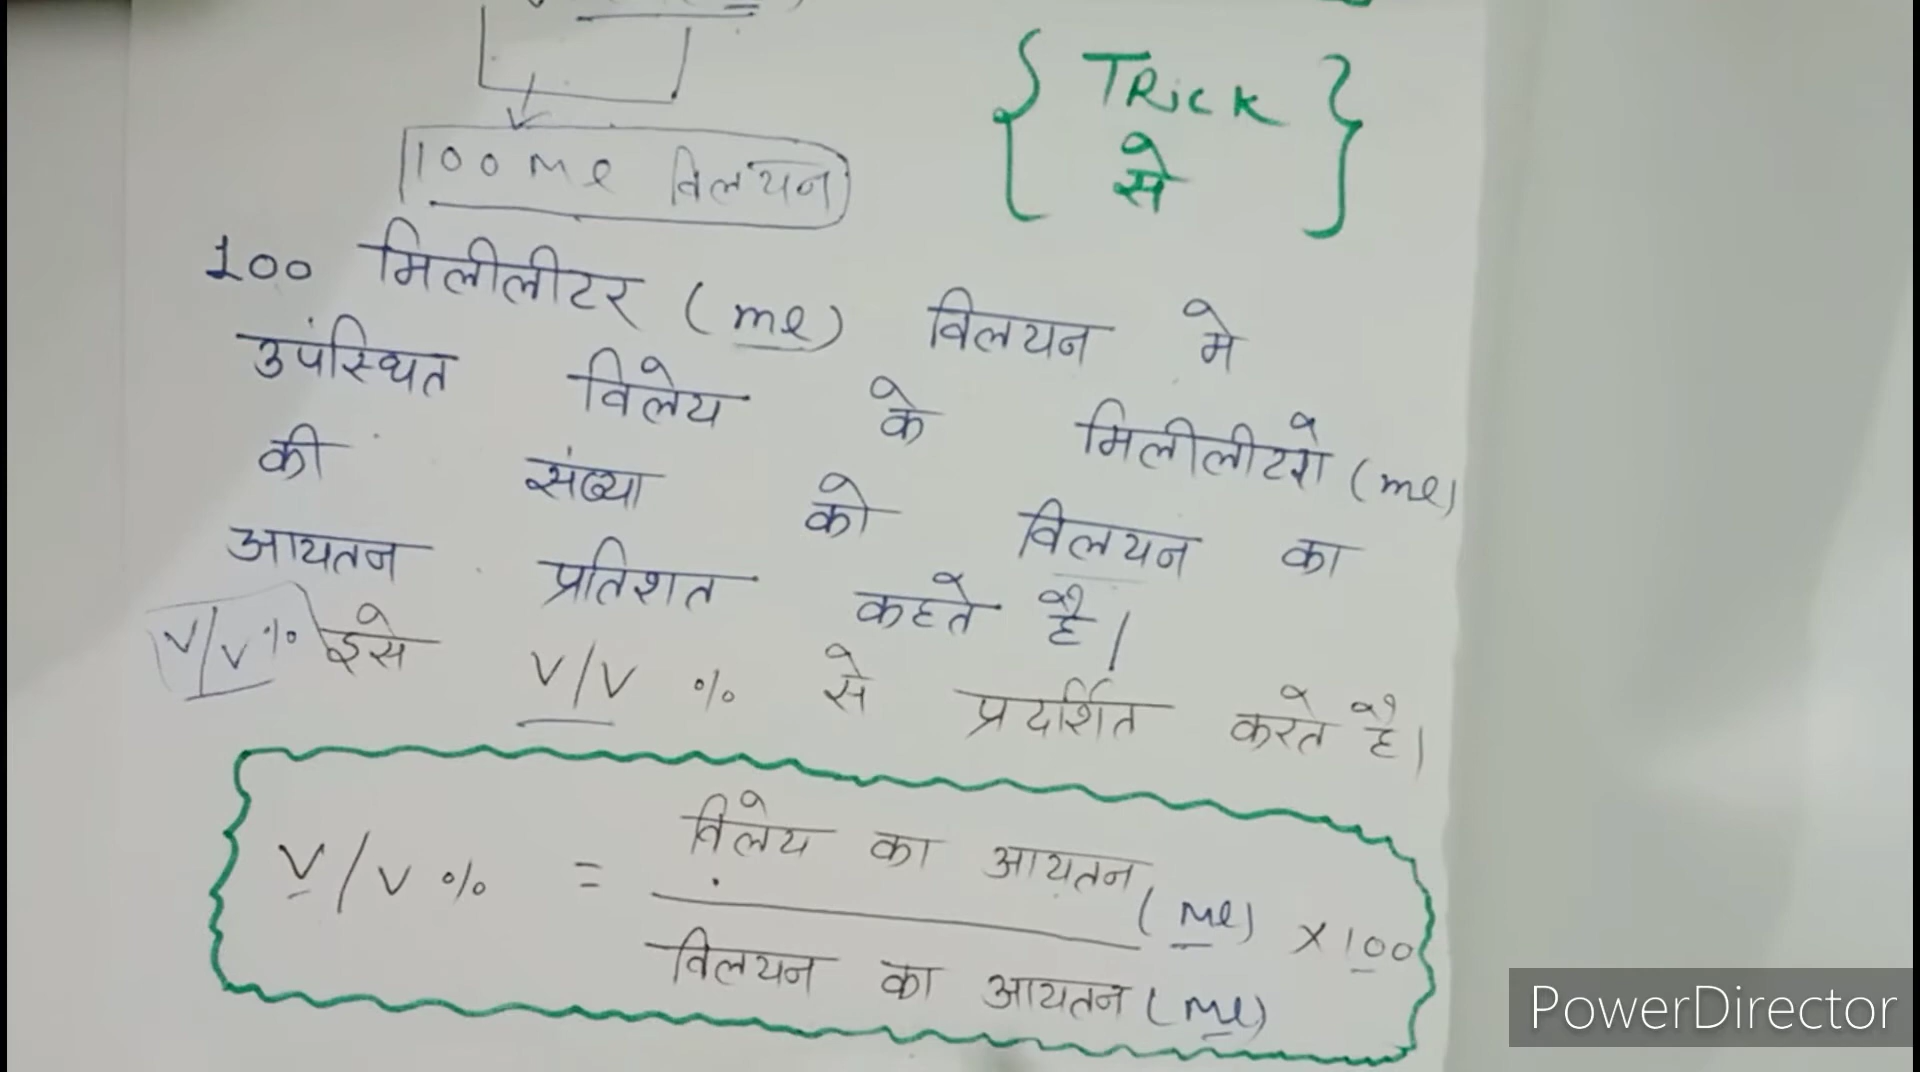 { TRICK }
से
100 ml विलयन
100 मिलीलीटर (ml) विलयन मे
उपंस्थित विलेय के मिलीलीटरो (ml)
की संख्या को विलयन का
आयतन प्रतिशत कहते है।
V/V% इसे V/V % से प्रदर्शित करते है।
V/V % = विलेय का आयतन (ml) × 100
विलयन का आयतन (ml)
PowerDirector